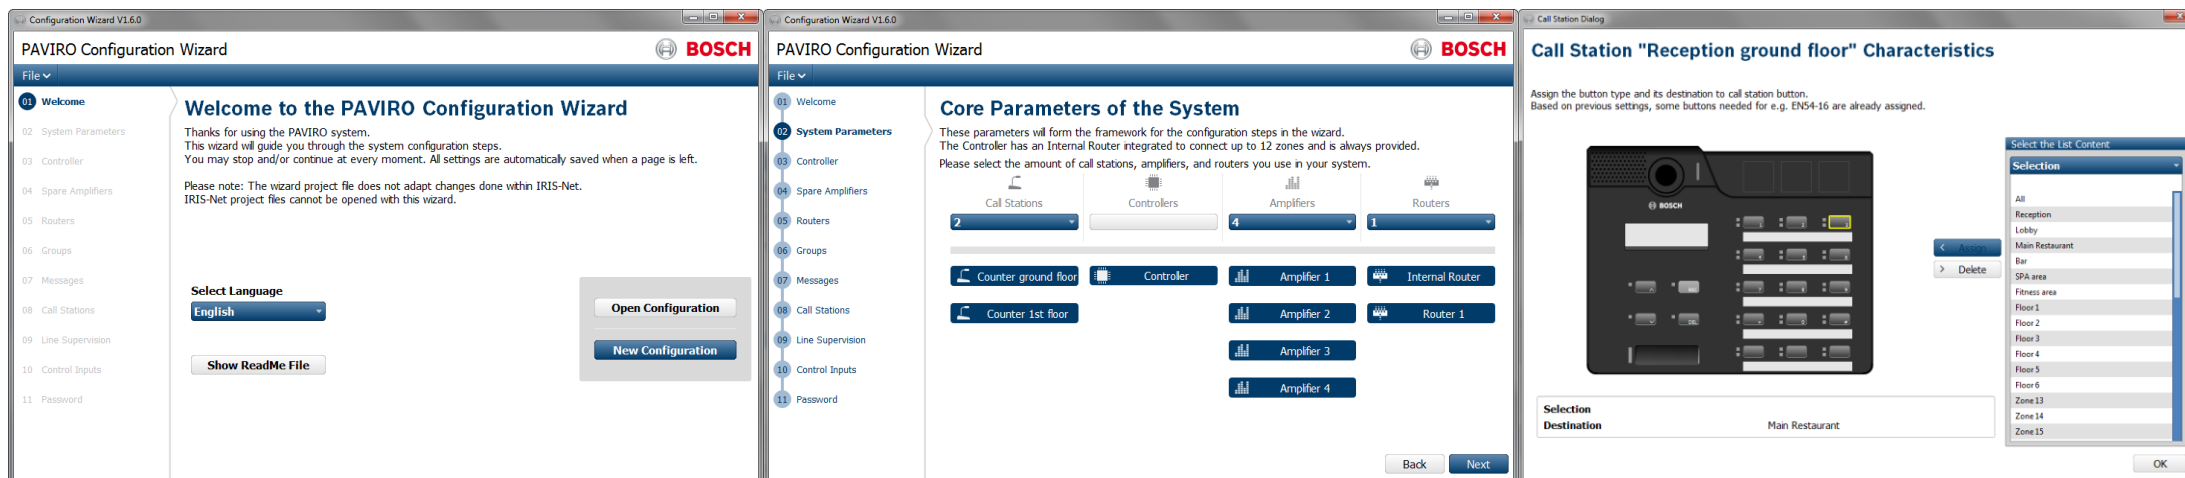 Configuration Wizard V1.6.0
PAVIRO Configuration Wizard
BOSCH
File
01 Welcome
02 System Parameters
03 Controller
04 Spare Amplifiers
05 Routers
06 Groups
07 Messages
08 Call Stations
09 Line Supervision
10 Control Inputs
11 Password
Welcome to the PAVIRO Configuration Wizard
Thanks for using the PAVIRO system.
This wizard will guide you through the system configuration steps.
You may stop and/or continue at every moment. All settings are automatically saved when a page is left.
Please note: The wizard project file does not adapt changes done within IRIS-Net.
IRIS-Net project files cannot be opened with this wizard.
Select Language
English
Show ReadMe File
Open Configuration
New Configuration
Configuration Wizard V1.6.0
PAVIRO Configuration Wizard
BOSCH
File
01 Welcome
02 System Parameters
03 Controller
04 Spare Amplifiers
05 Routers
06 Groups
07 Messages
08 Call Stations
09 Line Supervision
10 Control Inputs
11 Password
Core Parameters of the System
These parameters will form the framework for the configuration steps in the wizard.
The Controller has an Internal Router integrated to connect up to 12 zones and is always provided.
Please select the amount of call stations, amplifiers, and routers you use in your system.
Call Stations Controllers Amplifiers Routers
2 4 1
Counter ground floor Controller Amplifier 1 Internal Router
Counter 1st floor Amplifier 2 Router 1
Amplifier 3
Amplifier 4
Back Next
Call Station Dialog
Call Station "Reception ground floor" Characteristics
Assign the button type and its destination to call station button.
Based on previous settings, some buttons needed for e.g. EN54-16 are already assigned.
BOSCH
DEL
Assign
Delete
Select the List Content
Selection
All
Reception
Lobby
Main Restaurant
Bar
SPA area
Fitness area
Floor 1
Floor 2
Floor 3
Floor 4
Floor 5
Floor 6
Zone 13
Zone 14
Zone 15
Selection
Destination Main Restaurant
OK